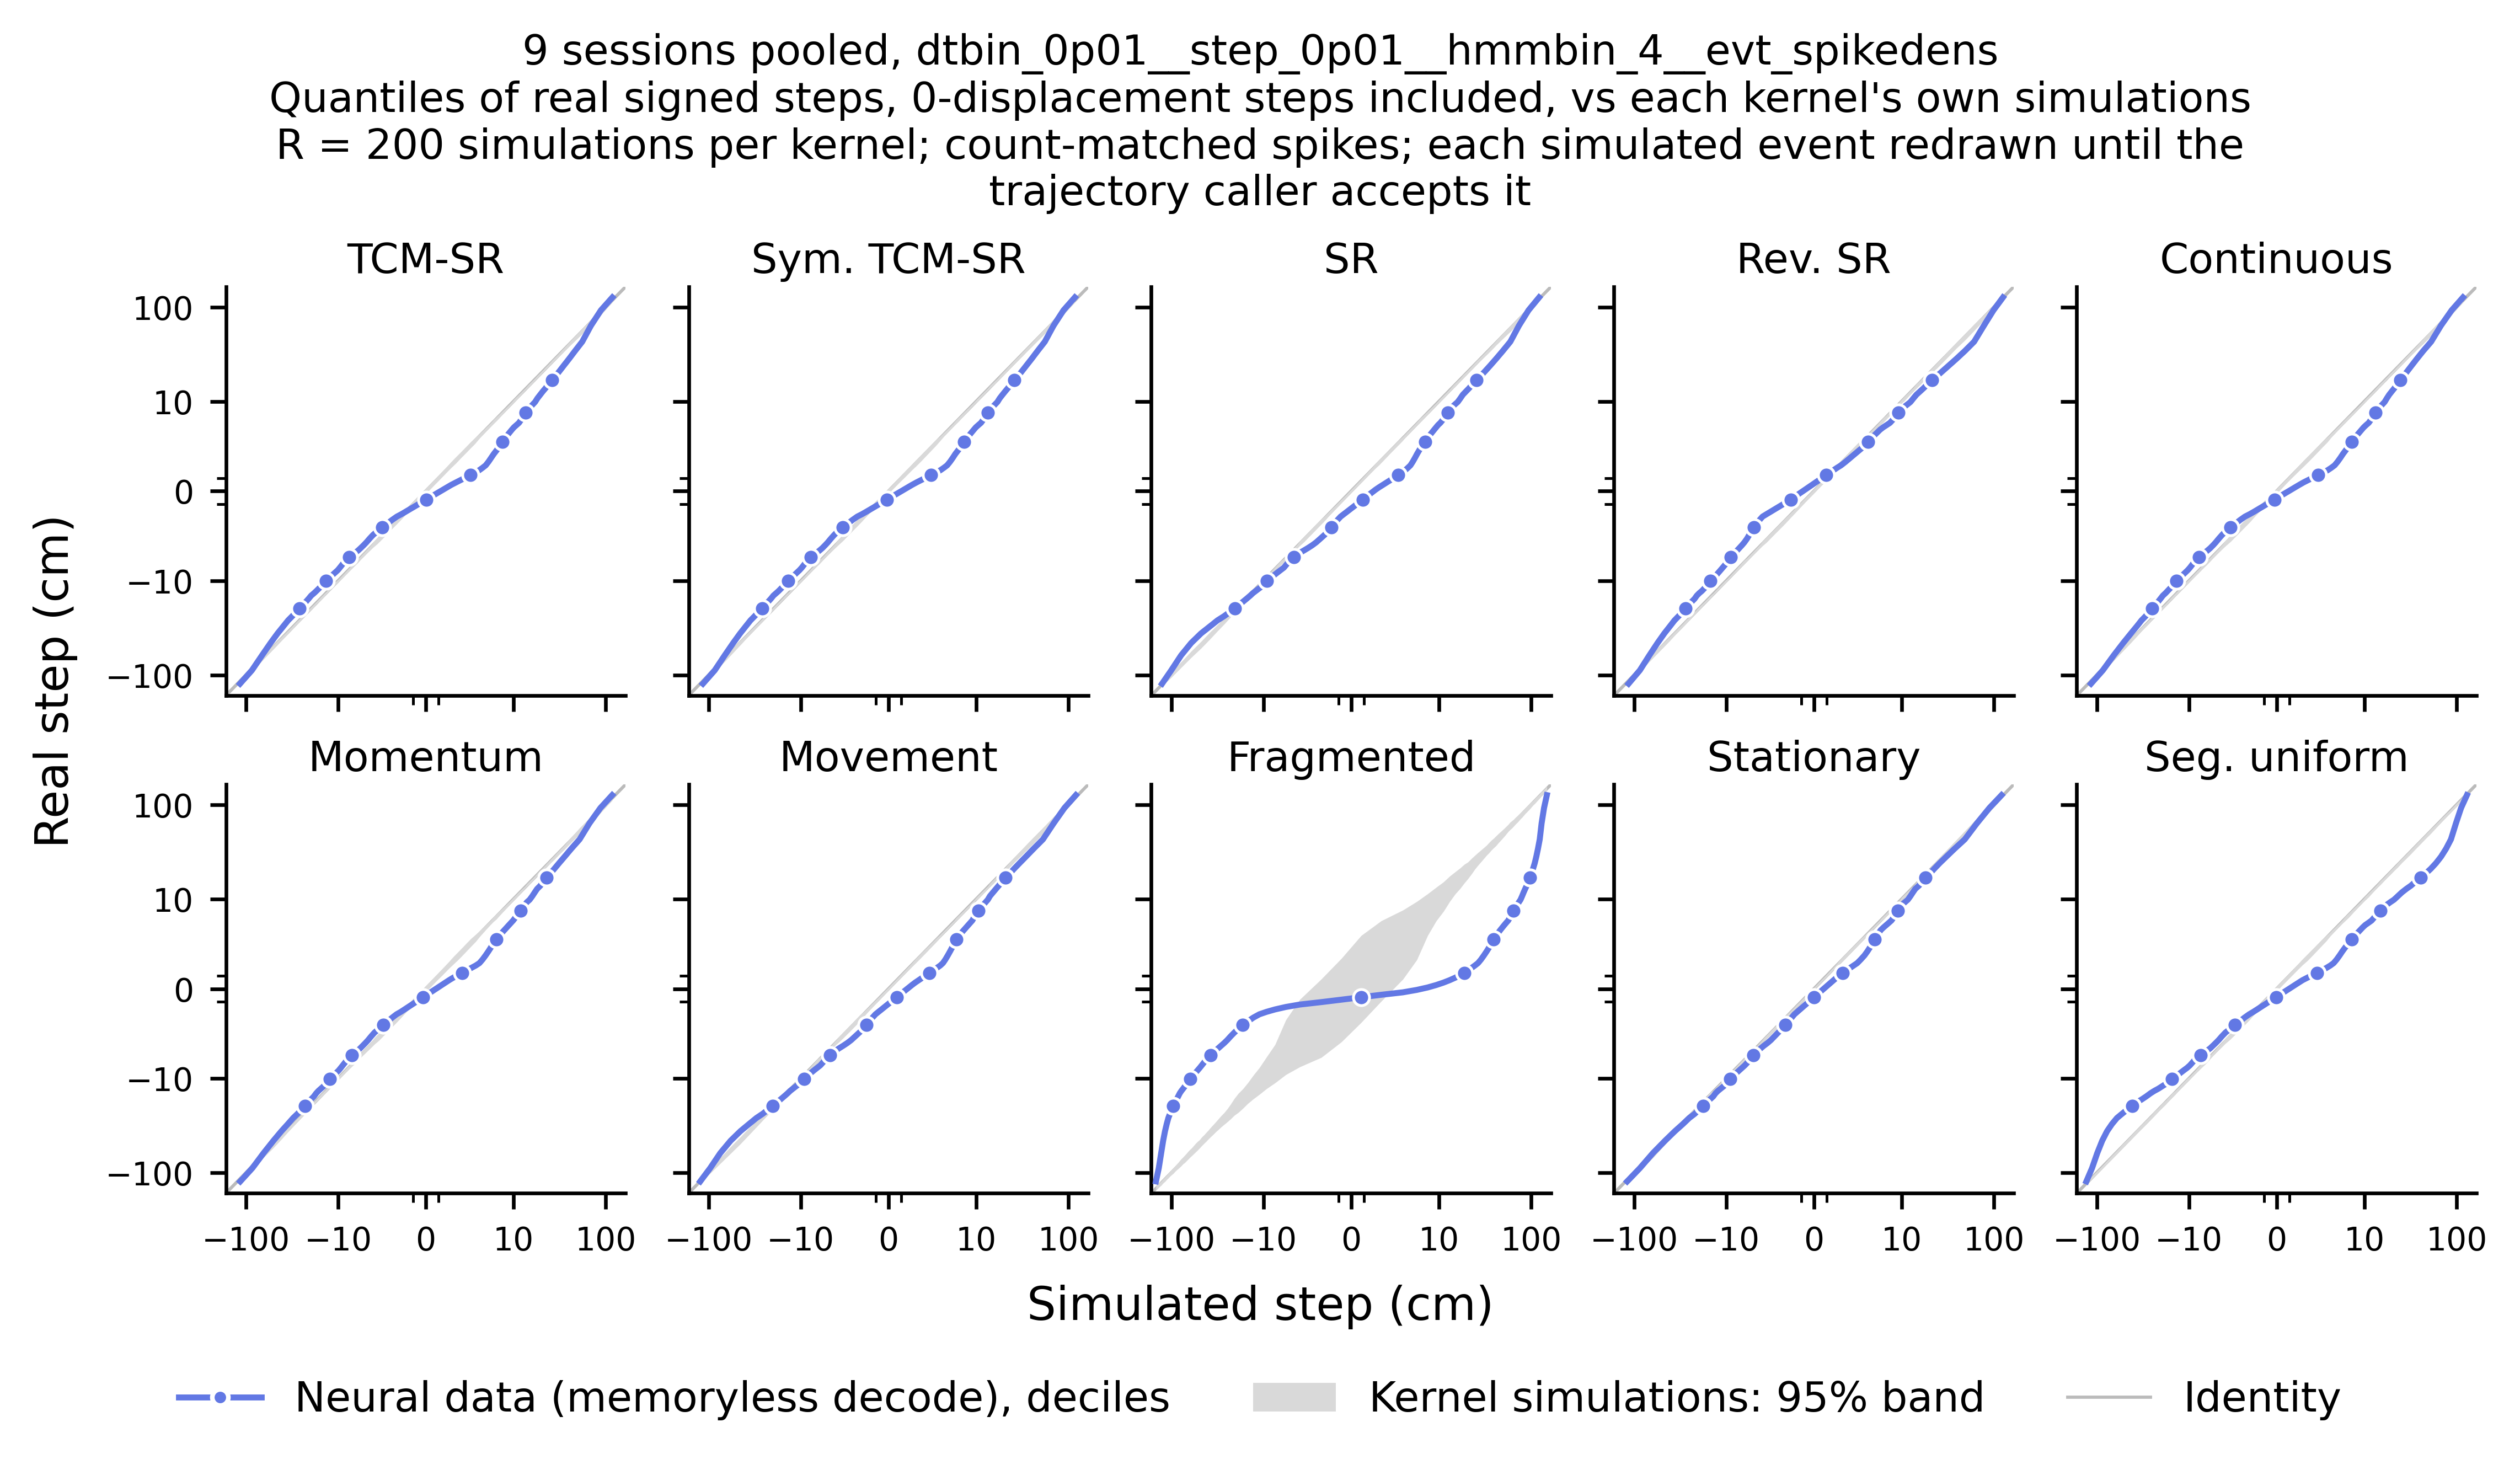 9 sessions pooled, dtbin_0p01__step_0p01__hmmbin_4__evt_spikedens
Quantiles of real signed steps, 0-displacement steps included, vs each kernel's own simulations
R = 200 simulations per kernel; count-matched spikes; each simulated event redrawn until the
trajectory caller accepts it
TCM-SR
Sym. TCM-SR
SR
Rev. SR
Continuous
100
10
0
−10
−100
Real step (cm)
Momentum
Movement
Fragmented
Stationary
Seg. uniform
100
10
0
−10
−100
−100 −10 0 10 100
−100 −10 0 10 100
−100 −10 0 10 100
−100 −10 0 10 100
−100 −10 0 10 100
Simulated step (cm)
Neural data (memoryless decode), deciles
Kernel simulations: 95% band
Identity